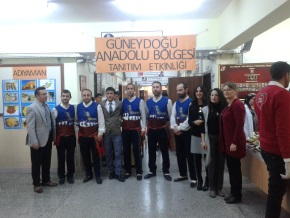 GÜNEYDOĞU
ANADOLU BÖLGESİ
TANITIM ETKİNLİĞİ
ADIYAMAN